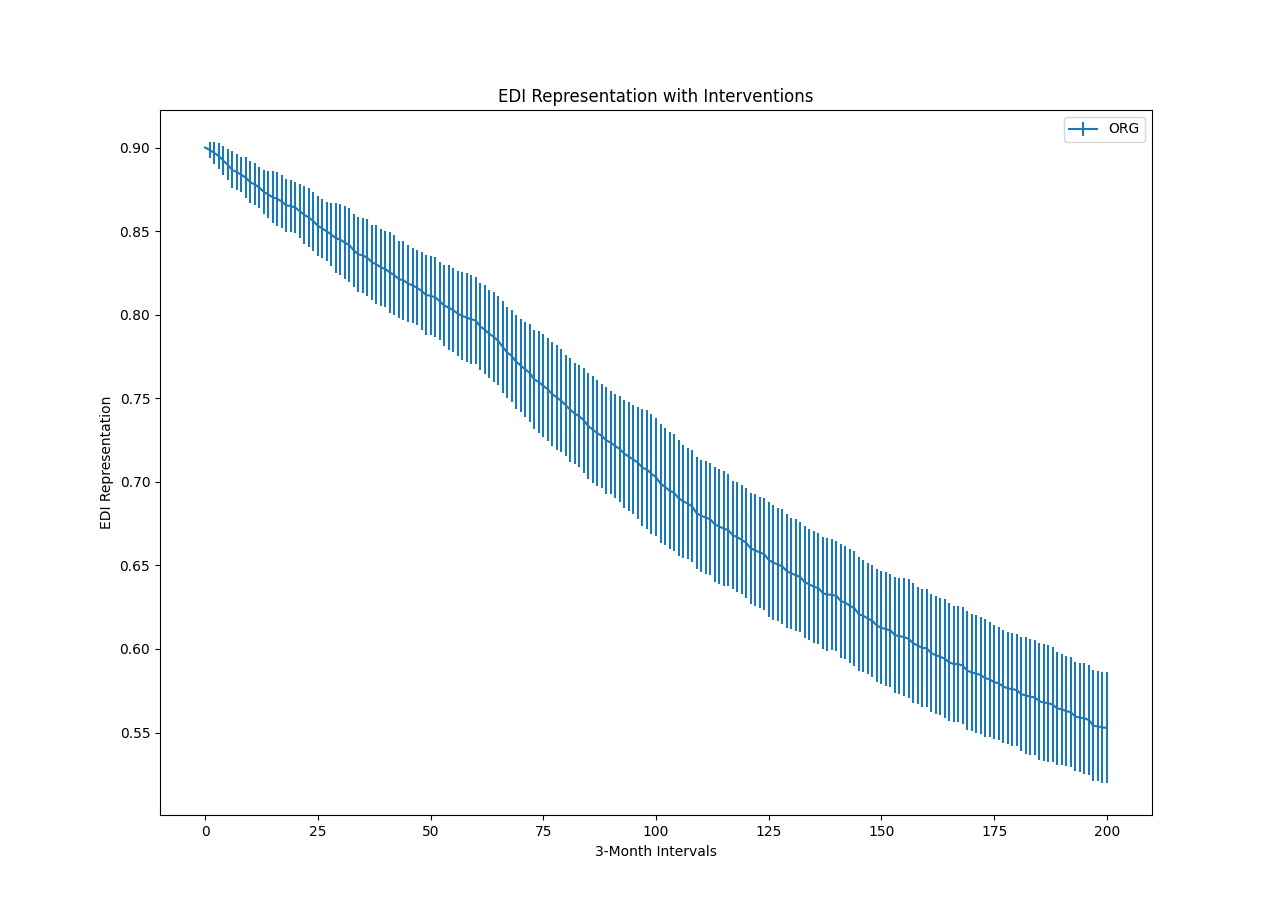 EDI Representation with Interventions
ORG
0.90
0.85
0.80
0.75
0.70
0.65
0.60
0.55
EDI Representation
0 25 50 75 100 125 150 175 200
3-Month Intervals